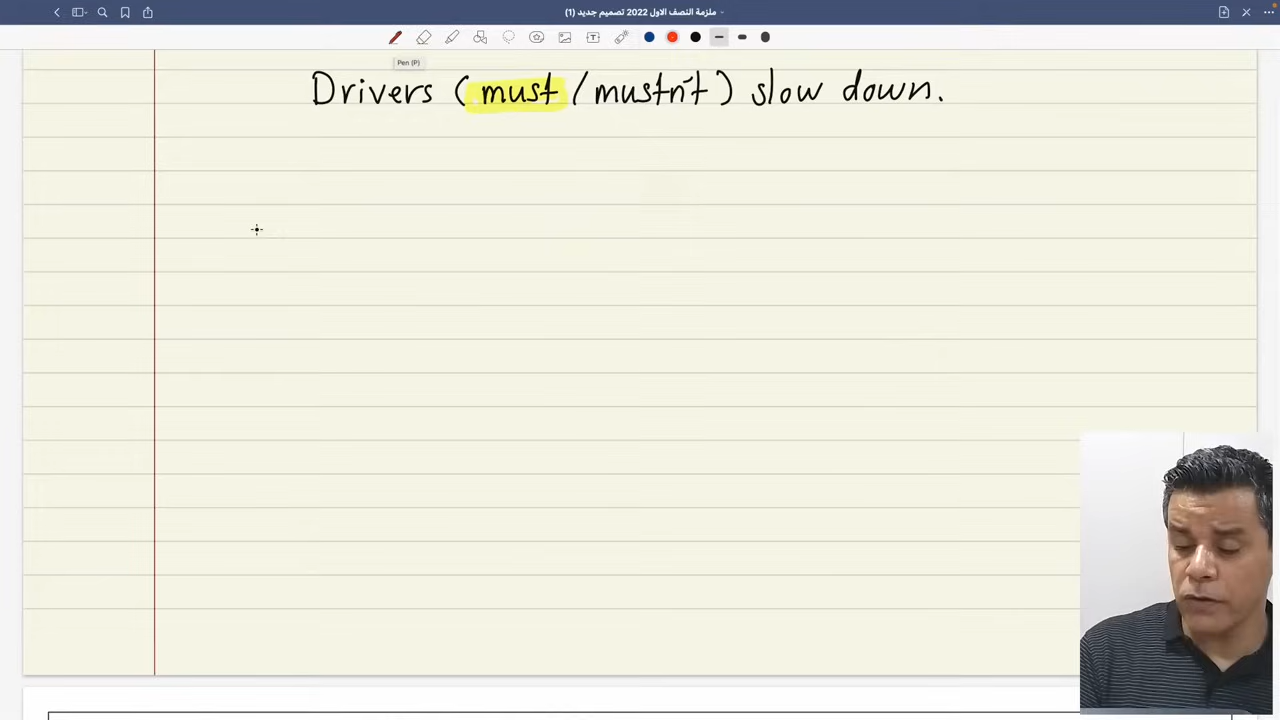 ملزمة النصف الاول 2022 تصميم جديد (1)
Pen (P)
Drivers (must / mustn't) slow down.